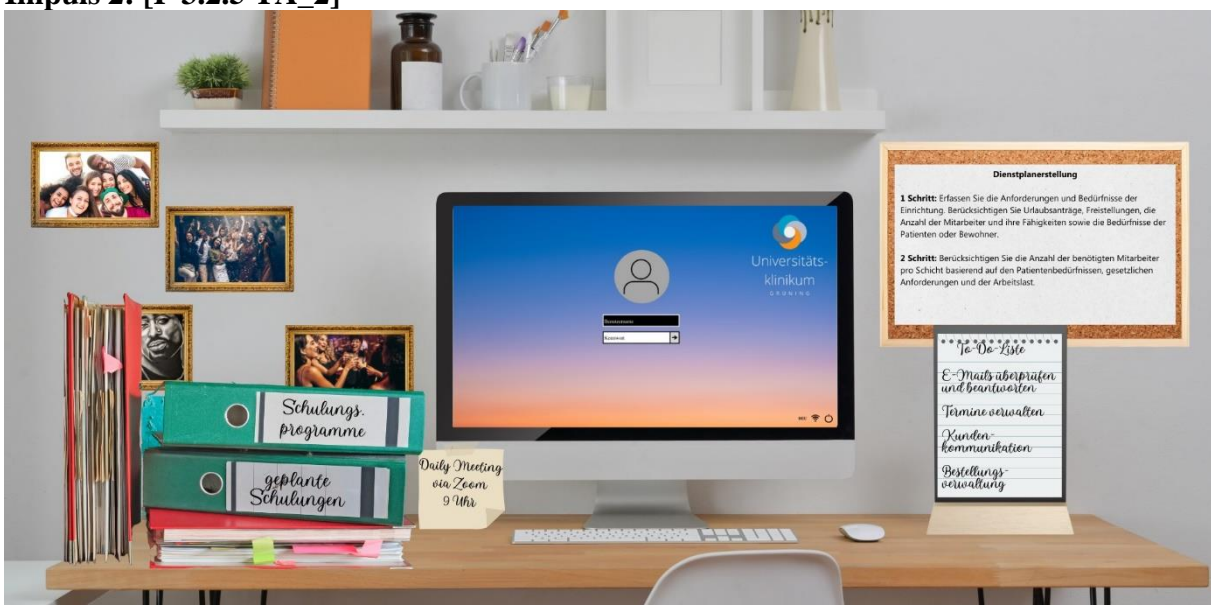 Impuls 2: [P-3.2.5-TA_2]
Dienstplanerstellung
1 Schritt: Erfassen Sie die Anforderungen und Bedürfnisse der
Einrichtung. Berücksichtigen Sie Urlaubsanträge, Freistellungen, die
Anzahl der Mitarbeiter und ihre Fähigkeiten sowie die Bedürfnisse der
Patienten oder Bewohner.
2 Schritt: Berücksichtigen Sie die Anzahl der benötigten Mitarbeiter
pro Schicht basierend auf den Patientenbedürfnissen, gesetzlichen
Anforderungen und der Arbeitslast.
Universitäts-
klinikum
GRÜNING
Benutzername
Kennwort
To-Do-Liste
E-Mails überprüfen
und beantworten
Termine verwalten
Kunden-
kommunikation
Bestellungs-
verwaltung
Schulungs.
programme
geplante
Schulungen
Daily Meeting
via Zoom
9 Uhr